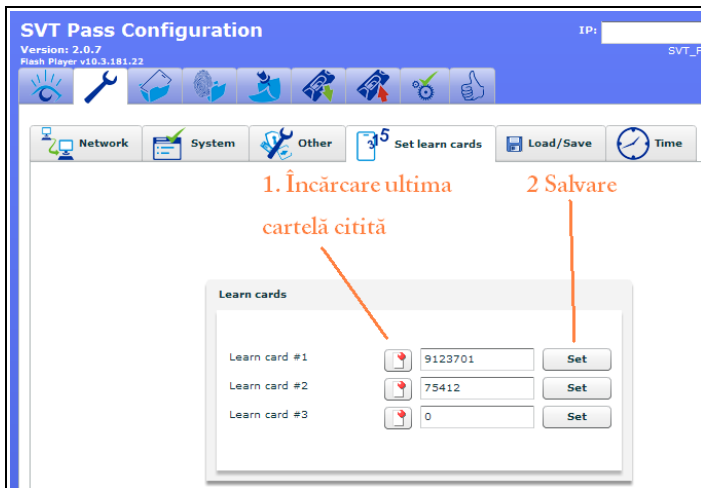 SVT Pass Configuration
IP:
Version: 2.0.7
SVT_F
Flash Player v10.3.181.22
Network
System
Other
315
Set learn cards
Load/Save
Time
1. Încărcare ultima
cartelă citită
2 Salvare
Learn cards
Learn card #1 9123701 Set
Learn card #2 75412 Set
Learn card #3 0 Set